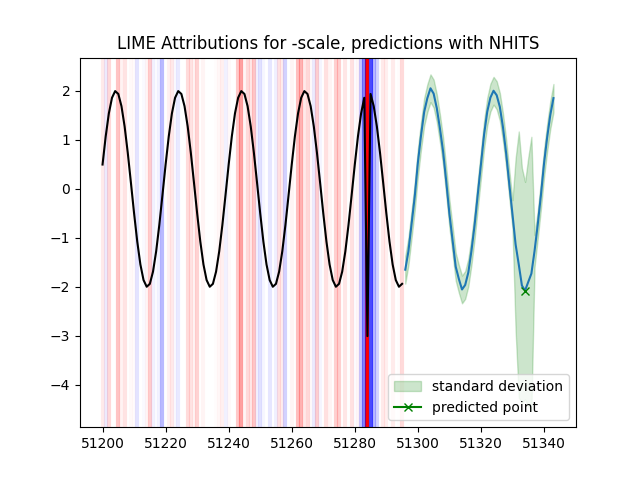 LIME Attributions for -scale, predictions with NHITS
2
1
0
−1
−2
−3
−4
standard deviation
predicted point
51200 51220 51240 51260 51280 51300 51320 51340